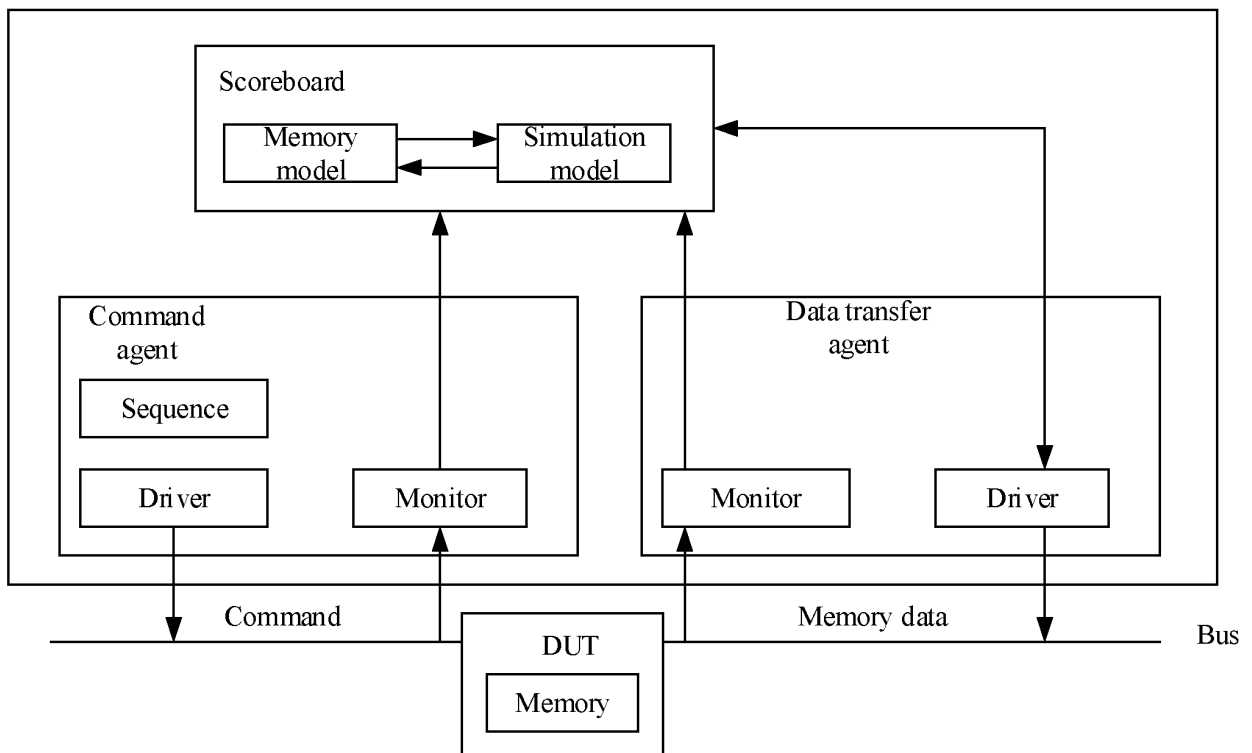 Scoreboard
Memory
model
Simulation
model
Command
agent
Sequence
Driver
Monitor
Data transfer
agent
Monitor
Driver
Command
Memory data
Bus
DUT
Memory